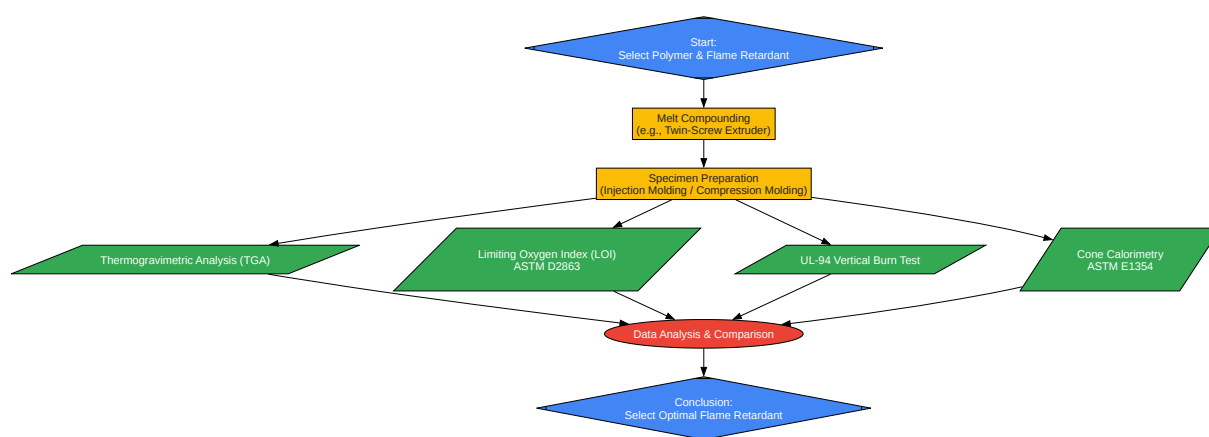 Start:
Select Polymer & Flame Retardant
Melt Compounding
(e.g., Twin-Screw Extruder)
Specimen Preparation
(Injection Molding / Compression Molding)
Thermogravimetric Analysis (TGA)
Limiting Oxygen Index (LOI)
ASTM D2863
UL-94 Vertical Burn Test
Cone Calorimetry
ASTM E1354
Data Analysis & Comparison
Conclusion:
Select Optimal Flame Retardant